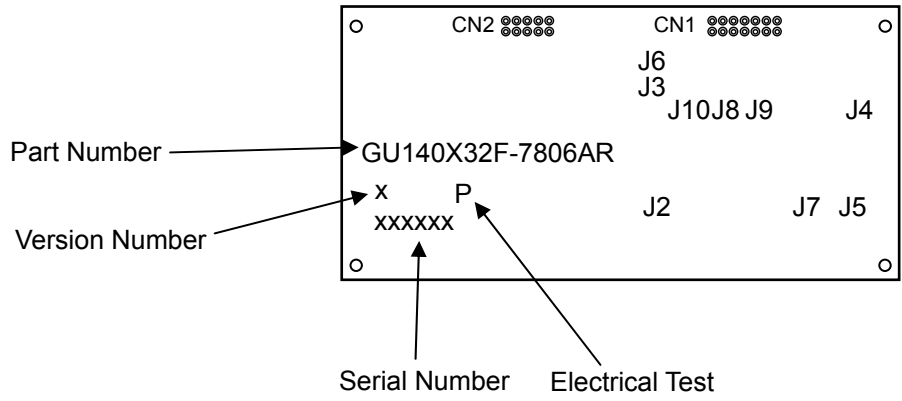 CN2 CN1
J6
J3
J10 J8 J9 J4
Part Number GU140X32F-7806AR
x P
J2 J7 J5
xxxxxx
Version Number
Serial Number Electrical Test